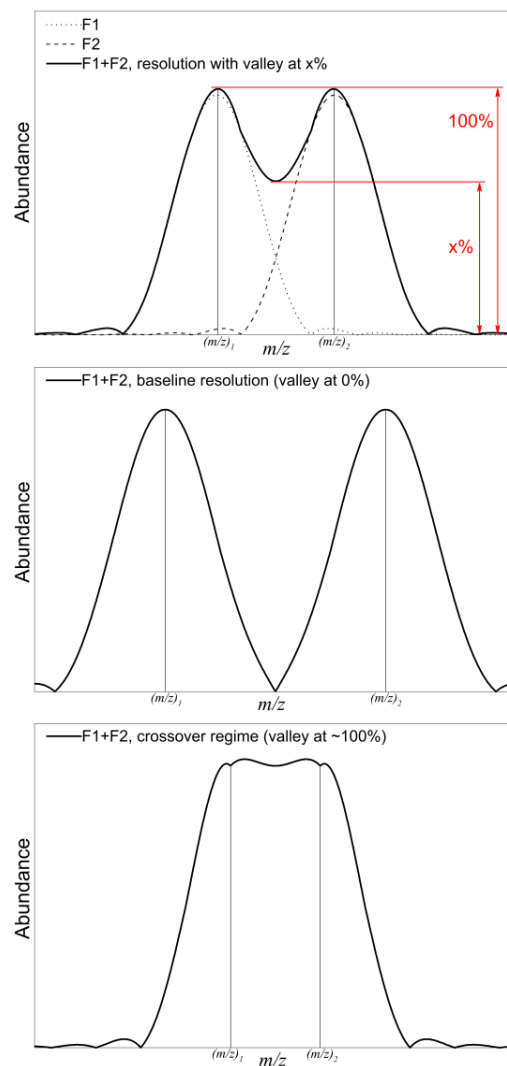 F1
F2
F1+F2, resolution with valley at x%
100%
x%
Abundance
(m/z)1
m/z
(m/z)2
F1+F2, baseline resolution (valley at 0%)
Abundance
(m/z)1
m/z
(m/z)2
F1+F2, crossover regime (valley at ~100%)
Abundance
(m/z)1
m/z
(m/z)2